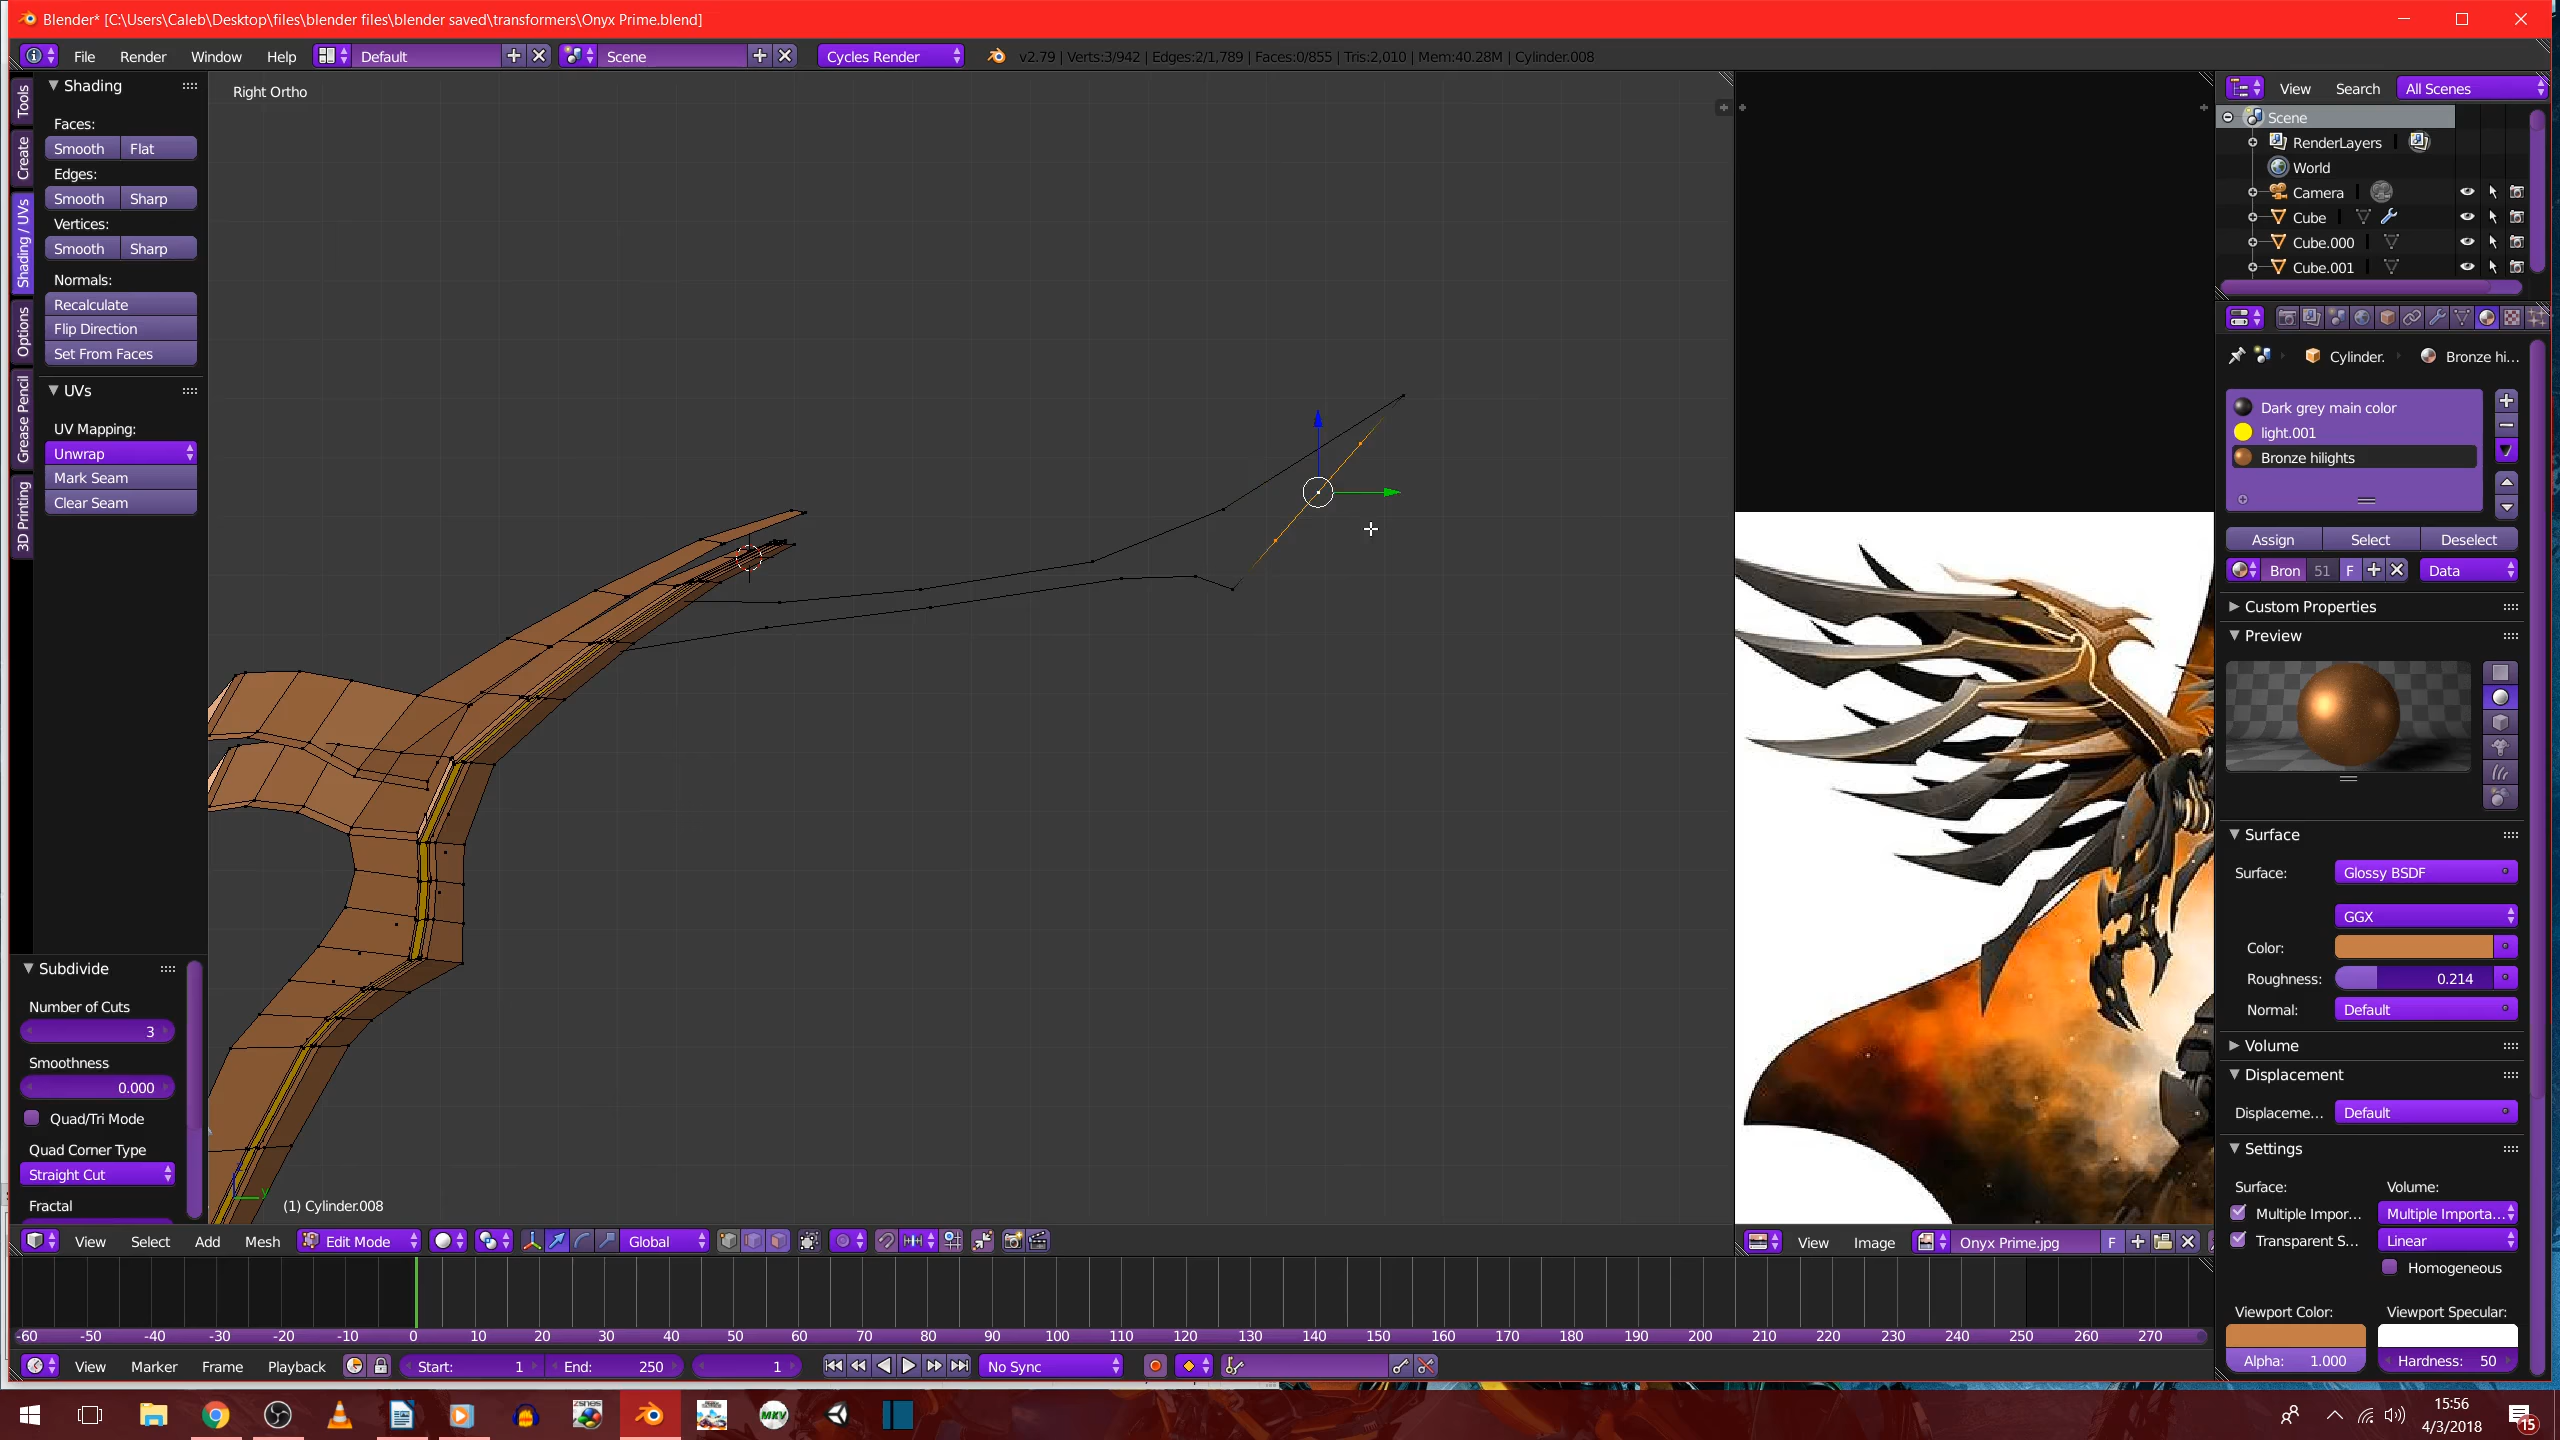 Blender* [C:\Users\Caleb\Desktop\files\blender files\blender saved\transformers\Onyx Prime.blend]
File Render Window Help Default Scene Cycles Render v2.79 | Verts:3/942 | Edges:2/1,789 | Faces:0/855 | Tris:2,010 | Mem:40.28M | Cylinder.008
Tools
Create
Shading / UVs
Options
Grease Pencil
3D Printing
Shading
Faces:
Smooth Flat
Edges:
Smooth Sharp
Vertices:
Smooth Sharp
Normals:
Recalculate
Flip Direction
Set From Faces
UVs
UV Mapping:
Unwrap
Mark Seam
Clear Seam
Subdivide
Number of Cuts
3
Smoothness
0.000
Quad/Tri Mode
Quad Corner Type
Straight Cut
Fractal
Right Ortho
y
(1) Cylinder.008
View Select Add Mesh Edit Mode Global
View Image Onyx Prime.jpg F
View Search All Scenes
Scene
RenderLayers
World
Camera
Cube
Cube.000
Cube.001
Cylinder. Bronze hi...
Dark grey main color
light.001
Bronze hilights
Assign Select Deselect
Bron 51 F Data
Custom Properties
Preview
Surface
Surface: Glossy BSDF
GGX
Color:
Roughness: 0.214
Normal: Default
Volume
Displacement
Displaceme... Default
Settings
Surface: Volume:
Multiple Impor... Multiple Importa...
Transparent S... Linear
Homogeneous
Viewport Color: Viewport Specular:
Alpha: 1.000 Hardness: 50
-60 -50 -40 -30 -20 -10 0 10 20 30 40 50 60 70 80 90 100 110 120 130 140 150 160 170 180 190 200 210 220 230 240 250 260 270
View Marker Frame Playback Start: 1 End: 250 1 No Sync
ZSNES
MKV
15:56
4/3/2018
15